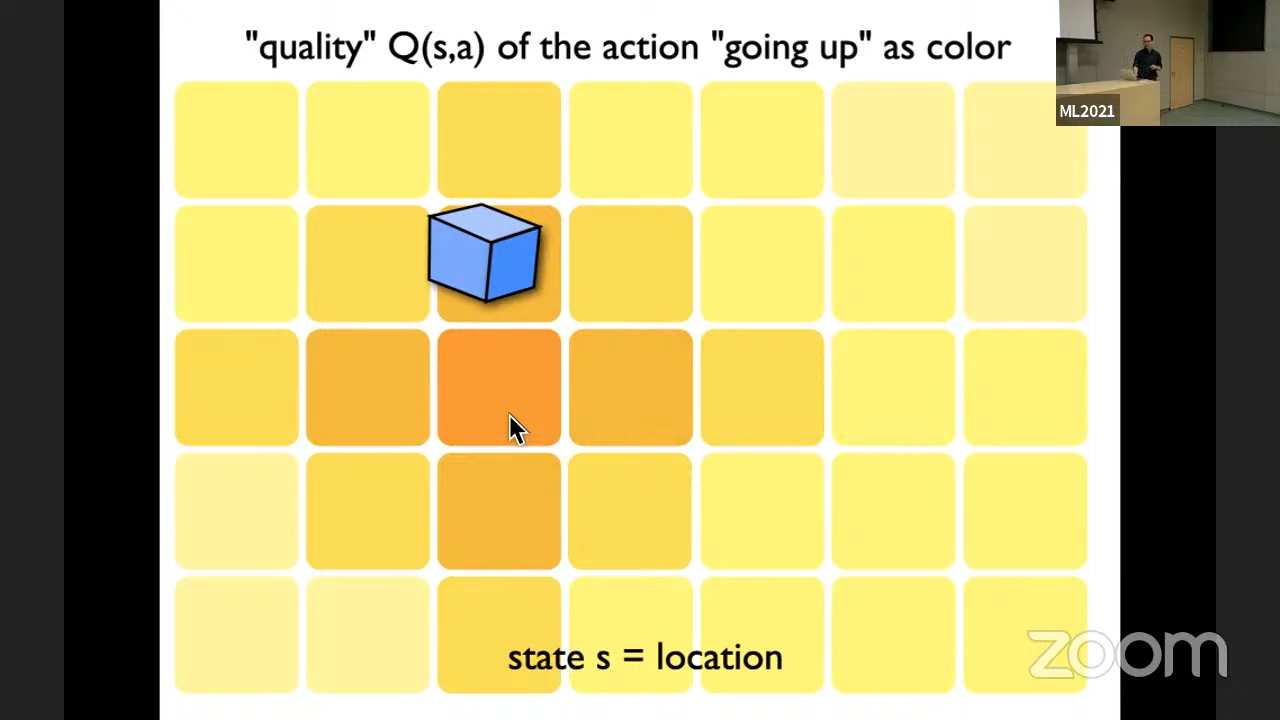 "quality" Q(s,a) of the action "going up" as color
ML2021
state s = location
zoom